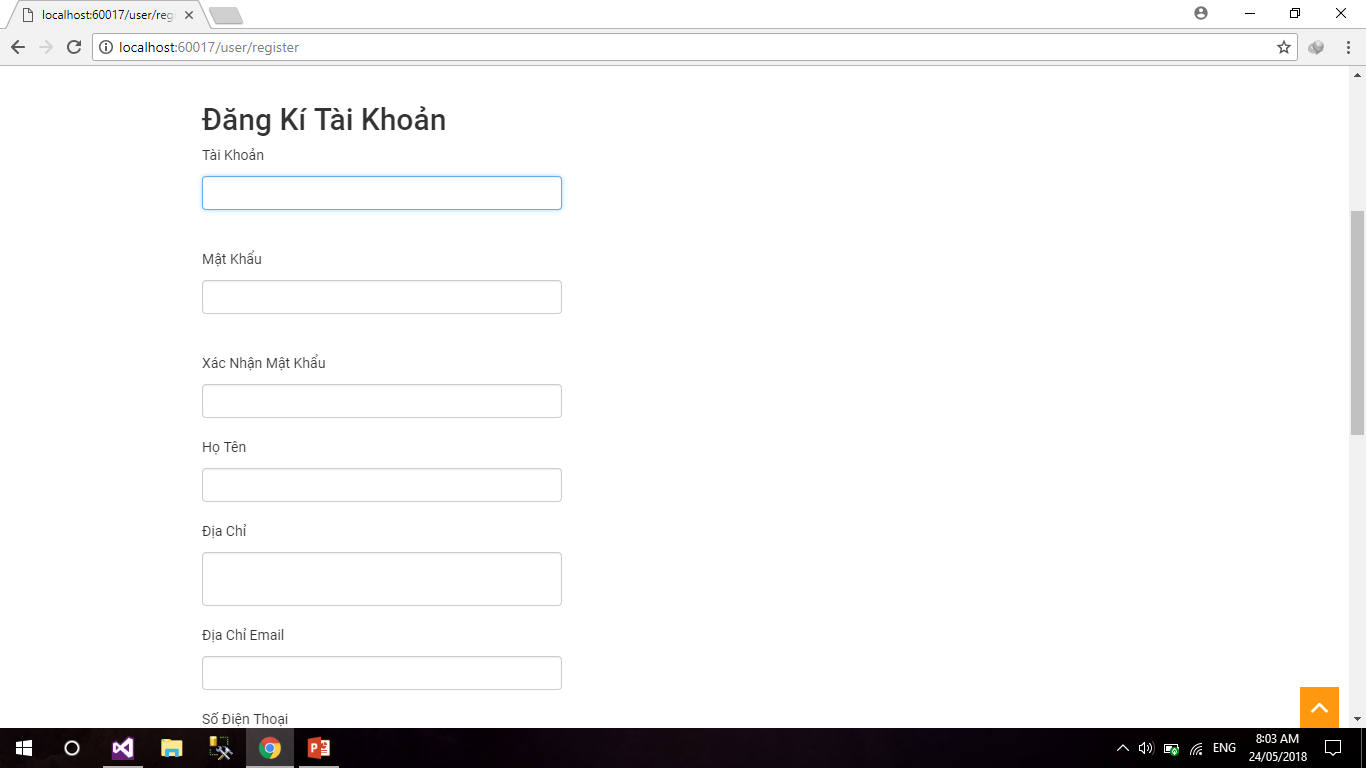 localhost:60017/user/reg
localhost:60017/user/register
Đăng Kí Tài Khoản
Tài Khoản
Mật Khẩu
Xác Nhận Mật Khẩu
Họ Tên
Địa Chỉ
Địa Chỉ Email
Số Điện Thoại
ENG
8:03 AM
24/05/2018